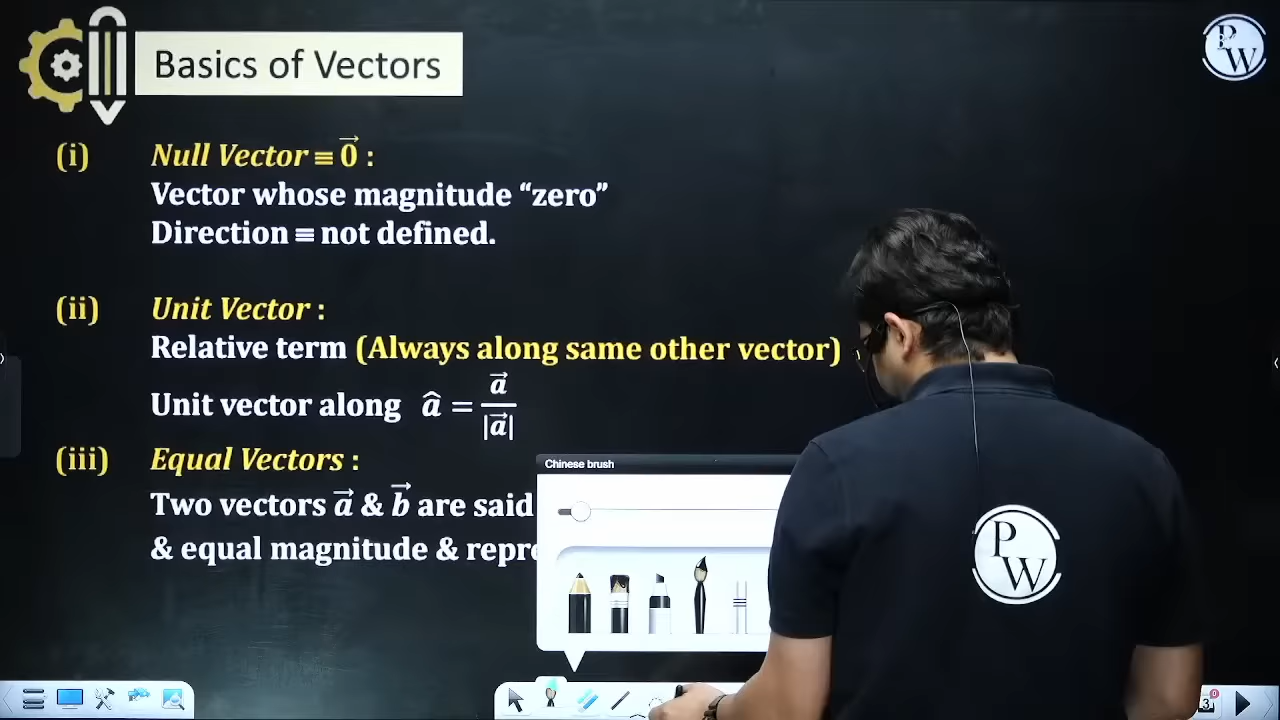 Basics of Vectors
PW
(i) Null Vector ≡ 0⃗ :
Vector whose magnitude “zero”
Direction ≡ not defined.
(ii) Unit Vector :
Relative term (Always along same other vector)
Unit vector along â = a⃗ / |a⃗|
(iii) Equal Vectors :
Two vectors a⃗ & b⃗ are said
& equal magnitude &
Chinese brush
PW